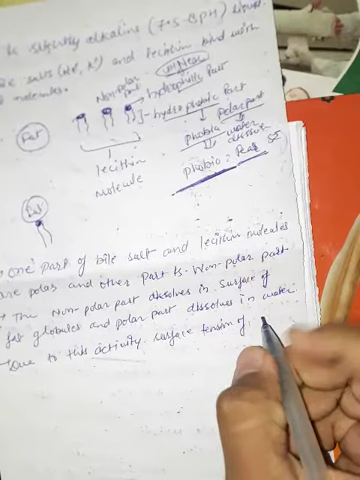 is slightly alkaline (7.5-8 PH) liquid.
salts (Na⁺, K⁺) and lecithin
molecules.
Non-Polar
part
hydrophilic Part
hydrophobic Part
Polar part
Fat
lecithin
molecule
phobia
water
phobia: fear
Fat
one part of bile salt and lecithin molecules
are polar and other part is Non-polar part
The Non-polar part dissolves in surface of
fat globules and polar part dissolves in water
Due to this activity surface tension of